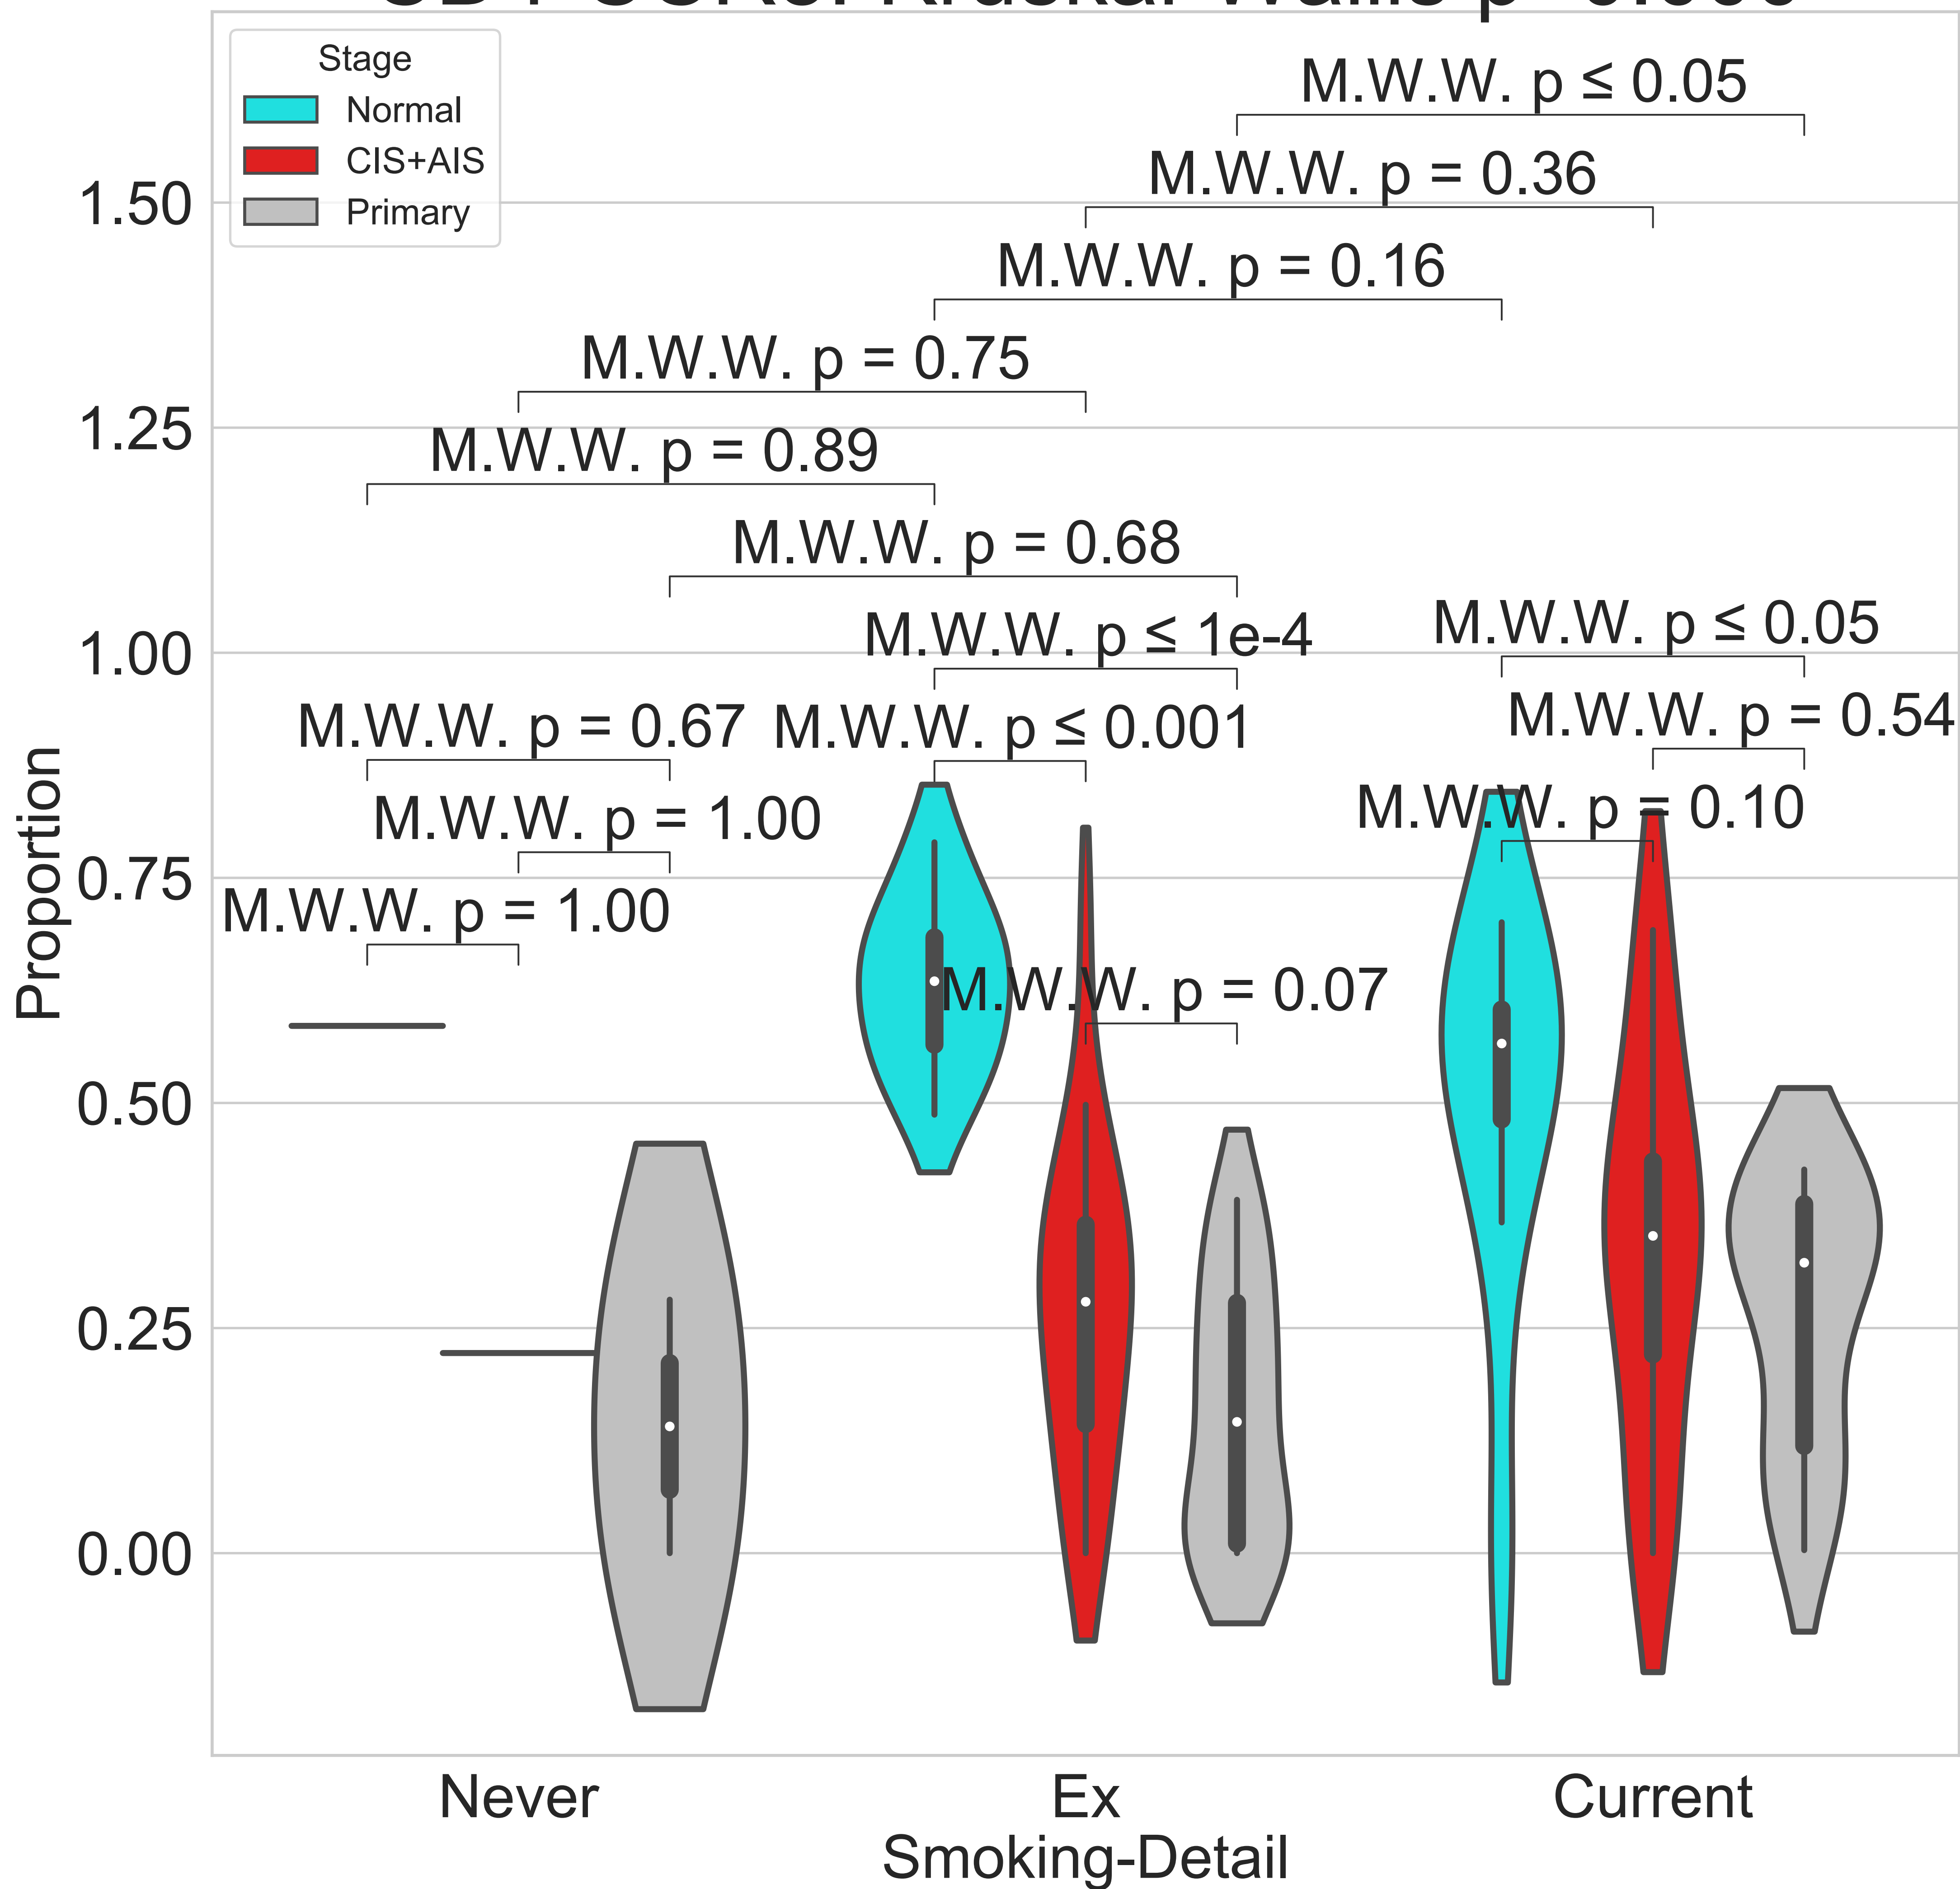 Stage
Normal
CIS+AIS
Primary
M.W.W. p ≤ 0.05
M.W.W. p = 0.36
M.W.W. p = 0.16
M.W.W. p = 0.75
M.W.W. p = 0.89
M.W.W. p = 0.68
M.W.W. p ≤ 1e-4
M.W.W. p ≤ 0.05
M.W.W. p = 0.67
M.W.W. p ≤ 0.001
M.W.W. p = 0.54
M.W.W. p = 1.00
M.W.W. p = 0.10
M.W.W. p = 1.00
M.W.W. p = 0.07
1.50
1.25
1.00
0.75
0.50
0.25
0.00
Proportion
Never
Ex
Current
Smoking-Detail